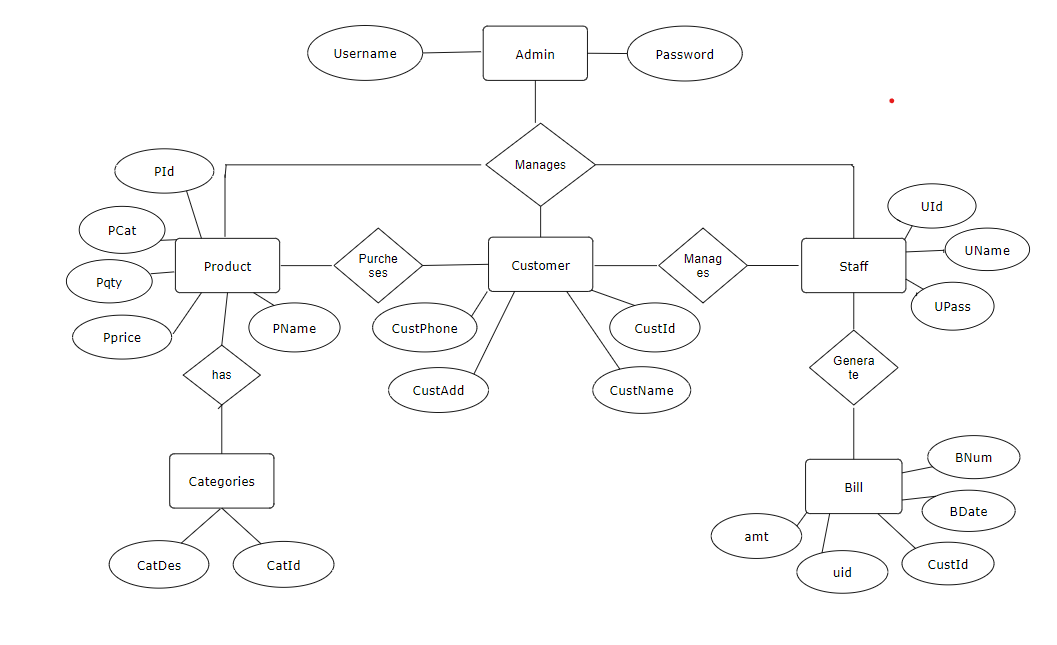 Username
Admin
Password
Manages
PId
PCat
Pqty
Pprice
Product
PName
Purche
ses
Customer
CustPhone
CustAdd
CustId
CustName
Manag
es
Staff
UId
UName
UPass
has
Genera
te
Categories
CatDes
CatId
Bill
BNum
BDate
CustId
uid
amt